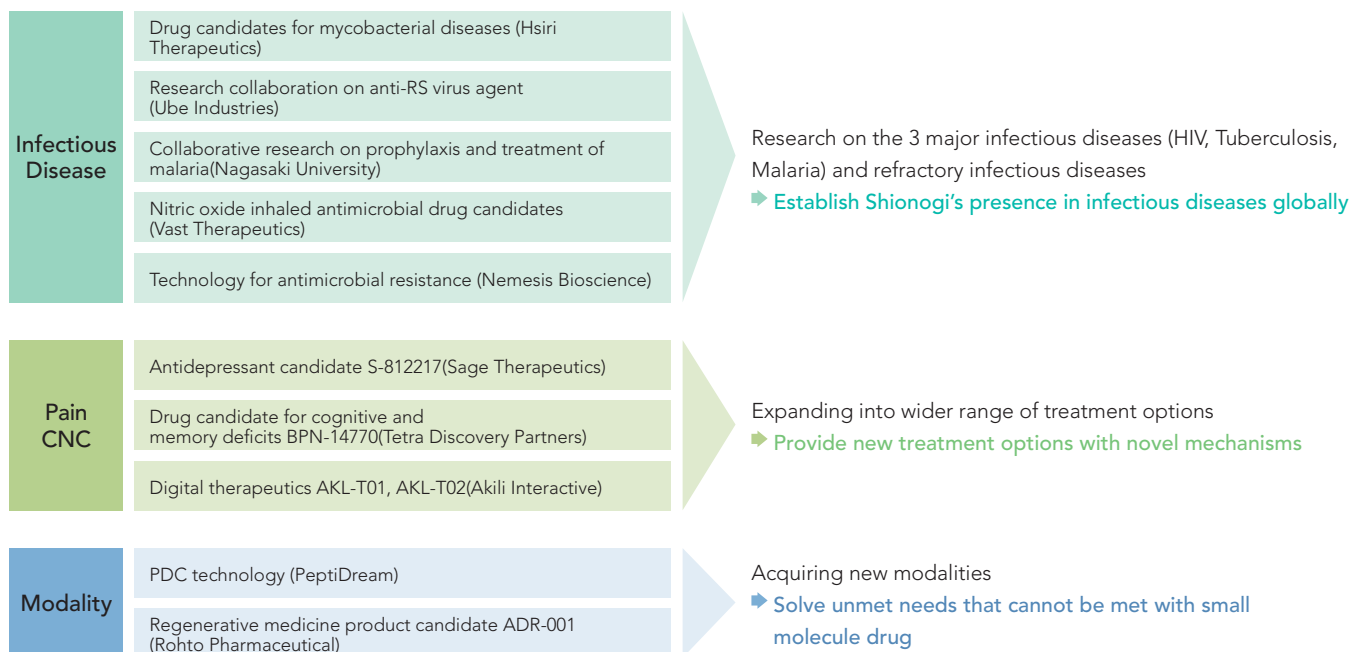 Infectious
Disease
Drug candidates for mycobacterial diseases (Hsiri
Therapeutics)
Research collaboration on anti-RS virus agent
(Ube Industries)
Collaborative research on prophylaxis and treatment of
malaria(Nagasaki University)
Nitric oxide inhaled antimicrobial drug candidates
(Vast Therapeutics)
Technology for antimicrobial resistance (Nemesis Bioscience)
Research on the 3 major infectious diseases (HIV, Tuberculosis,
Malaria) and refractory infectious diseases
Establish Shionogi’s presence in infectious diseases globally
Pain
CNC
Antidepressant candidate S-812217(Sage Therapeutics)
Drug candidate for cognitive and
memory deficits BPN-14770(Tetra Discovery Partners)
Digital therapeutics AKL-T01, AKL-T02(Akili Interactive)
Expanding into wider range of treatment options
Provide new treatment options with novel mechanisms
Modality
PDC technology (PeptiDream)
Regenerative medicine product candidate ADR-001
(Rohto Pharmaceutical)
Acquiring new modalities
Solve unmet needs that cannot be met with small
molecule drug